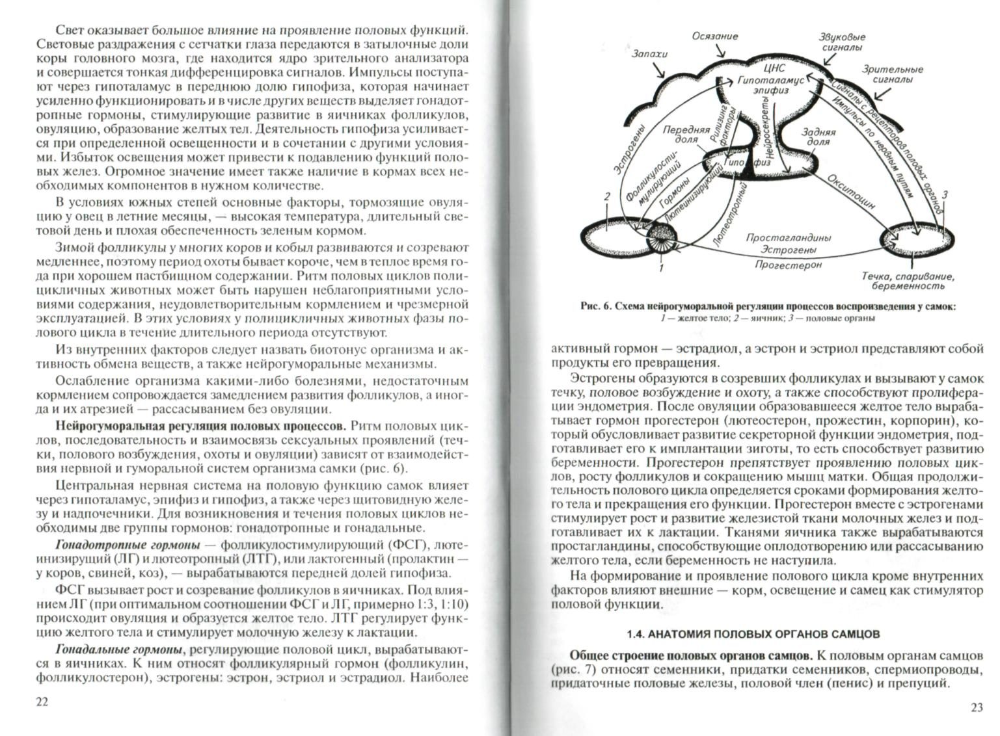 Свет оказывает большое влияние на проявление половых функций.
Световые раздражения с сетчатки глаза передаются в затылочные доли
коры головного мозга, где находится ядро зрительного анализатора
и совершается тонкая дифференцировка сигналов. Импульсы поступа-
ют через гипоталамус в переднюю долю гипофиза, которая начинает
усиленно функционировать и в числе других веществ выделяет гонадот-
ропные гормоны, стимулирующие развитие в яичниках фолликулов,
овуляцию, образование желтых тел. Деятельность гипофиза усиливает-
ся при определенной освещенности и в сочетании с другими условия-
ми. Избыток освещения может привести к подавлению функций поло-
вых желез. Огромное значение имеет также наличие в кормах всех не-
обходимых компонентов в нужном количестве.
В условиях южных степей основные факторы, тормозящие овуля-
цию у овец в летние месяцы, — высокая температура, длительный све-
товой день и плохая обеспеченность зеленым кормом.
Зимой фолликулы у многих коров и кобыл развиваются и созревают
медленнее, поэтому период охоты бывает короче, чем в теплое время го-
да при хорошем пастбищном содержании. Ритм половых циклов поли-
цикличных животных может быть нарушен неблагоприятными усло-
виями содержания, неудовлетворительным кормлением и чрезмерной
эксплуатацией. В этих условиях у полицикличных животных фазы по-
лового цикла в течение длительного периода отсутствуют.
Из внутренних факторов следует назвать биотонус организма и ак-
тивность обмена веществ, а также нейрогуморальные механизмы.
Ослабление организма какими-либо болезнями, недостаточным
кормлением сопровождается замедлением развития фолликулов, а иног-
да и их атрезией — рассасыванием без овуляции.
Нейрогуморальная регуляция половых процессов. Ритм половых цик-
лов, последовательность и взаимосвязь сексуальных проявлений (теч-
ки, полового возбуждения, охоты и овуляции) зависят от взаимодейст-
вия нервной и гуморальной систем организма самки (рис. 6).
Центральная нервная система на половую функцию самок влияет
через гипоталамус, эпифиз и гипофиз, а также через щитовидную желе-
зу и надпочечники. Для возникновения и течения половых циклов не-
обходимы две группы гормонов: гонадотропные и гонадальные.
Гонадотропные гормоны — фолликулостимулирующий (ФСГ), люте-
инизирущий (ЛГ) и лютеотропный (ЛТГ), или лактогенный (пролактин —
у коров, свиней, коз), — вырабатываются передней долей гипофиза.
ФСГ вызывает рост и созревание фолликулов в яичниках. Под влия-
нием ЛГ (при оптимальном соотношении ФСГ и ЛГ, примерно 1:3, 1:10)
происходит овуляция и образуется желтое тело. ЛТГ регулирует функ-
цию желтого тела и стимулирует молочную железу к лактации.
Гонадальные гормоны, регулирующие половой цикл, вырабатывают-
ся в яичниках. К ним относят фолликулярный гормон (фолликулин,
фолликулостерон), эстрогены: эстрон, эстриол и эстрадиол. Наиболее
22
Запахи
Осязание
Звуковые
сигналы
Зрительные
сигналы
ЦНС
Гипоталамус
эпифиз
Сигналы с рецепторов половых органов
Импульсы по нервным путям
Эстрогены
Рилизинг
факторы
Нейросекреты
Передняя
доля
Задняя
доля
Гипофиз
Фолликулости-
мулирующий
Гормоны
Лютеинизирующий
Лютеотропный
Окситоцин
2
3
1
Простагландины
Эстрогены
Прогестерон
Течка, спаривание,
беременность
Рис. 6. Схема нейрогуморальной регуляции процессов воспроизведения у самок:
1 — желтое тело; 2 — яичник; 3 — половые органы
активный гормон — эстрадиол, а эстрон и эстриол представляют собой
продукты его превращения.
Эстрогены образуются в созревших фолликулах и вызывают у самок
течку, половое возбуждение и охоту, а также способствуют пролифера-
ции эндометрия. После овуляции образовавшееся желтое тело выраба-
тывает гормон прогестерон (лютеостерон, прожестин, корпорин), ко-
торый обусловливает развитие секреторной функции эндометрия, под-
готавливает его к имплантации зиготы, то есть способствует развитию
беременности. Прогестерон препятствует проявлению половых цик-
лов, росту фолликулов и сокращению мышц матки. Общая продолжи-
тельность полового цикла определяется сроками формирования желто-
го тела и прекращения его функции. Прогестерон вместе с эстрогенами
стимулирует рост и развитие железистой ткани молочных желез и под-
готавливает их к лактации. Тканями яичника также вырабатываются
простагландины, способствующие оплодотворению или рассасыванию
желтого тела, если беременность не наступила.
На формирование и проявление полового цикла кроме внутренних
факторов влияют внешние — корм, освещение и самец как стимулятор
половой функции.
1.4. АНАТОМИЯ ПОЛОВЫХ ОРГАНОВ САМЦОВ
Общее строение половых органов самцов. К половым органам самцов
(рис. 7) относят семенники, придатки семенников, спермиопроводы,
придаточные половые железы, половой член (пенис) и препуций.
23